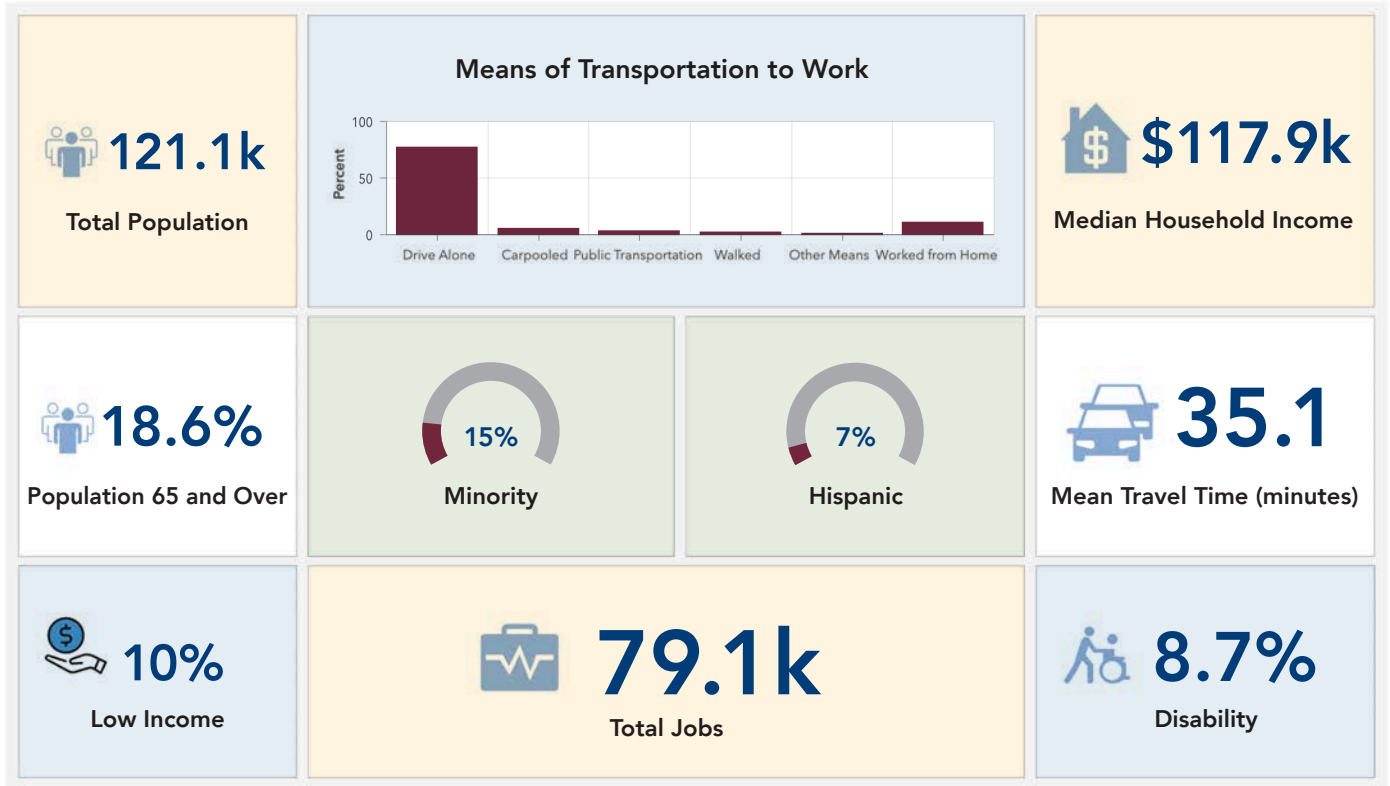 121.1k
Total Population
Means of Transportation to Work
Percent
100
50
0
Drive Alone
Carpooled
Public Transportation
Walked
Other Means
Worked from Home
$
$117.9k
Median Household Income
18.6%
Population 65 and Over
15%
Minority
7%
Hispanic
35.1
Mean Travel Time (minutes)
$
10%
Low Income
79.1k
Total Jobs
8.7%
Disability